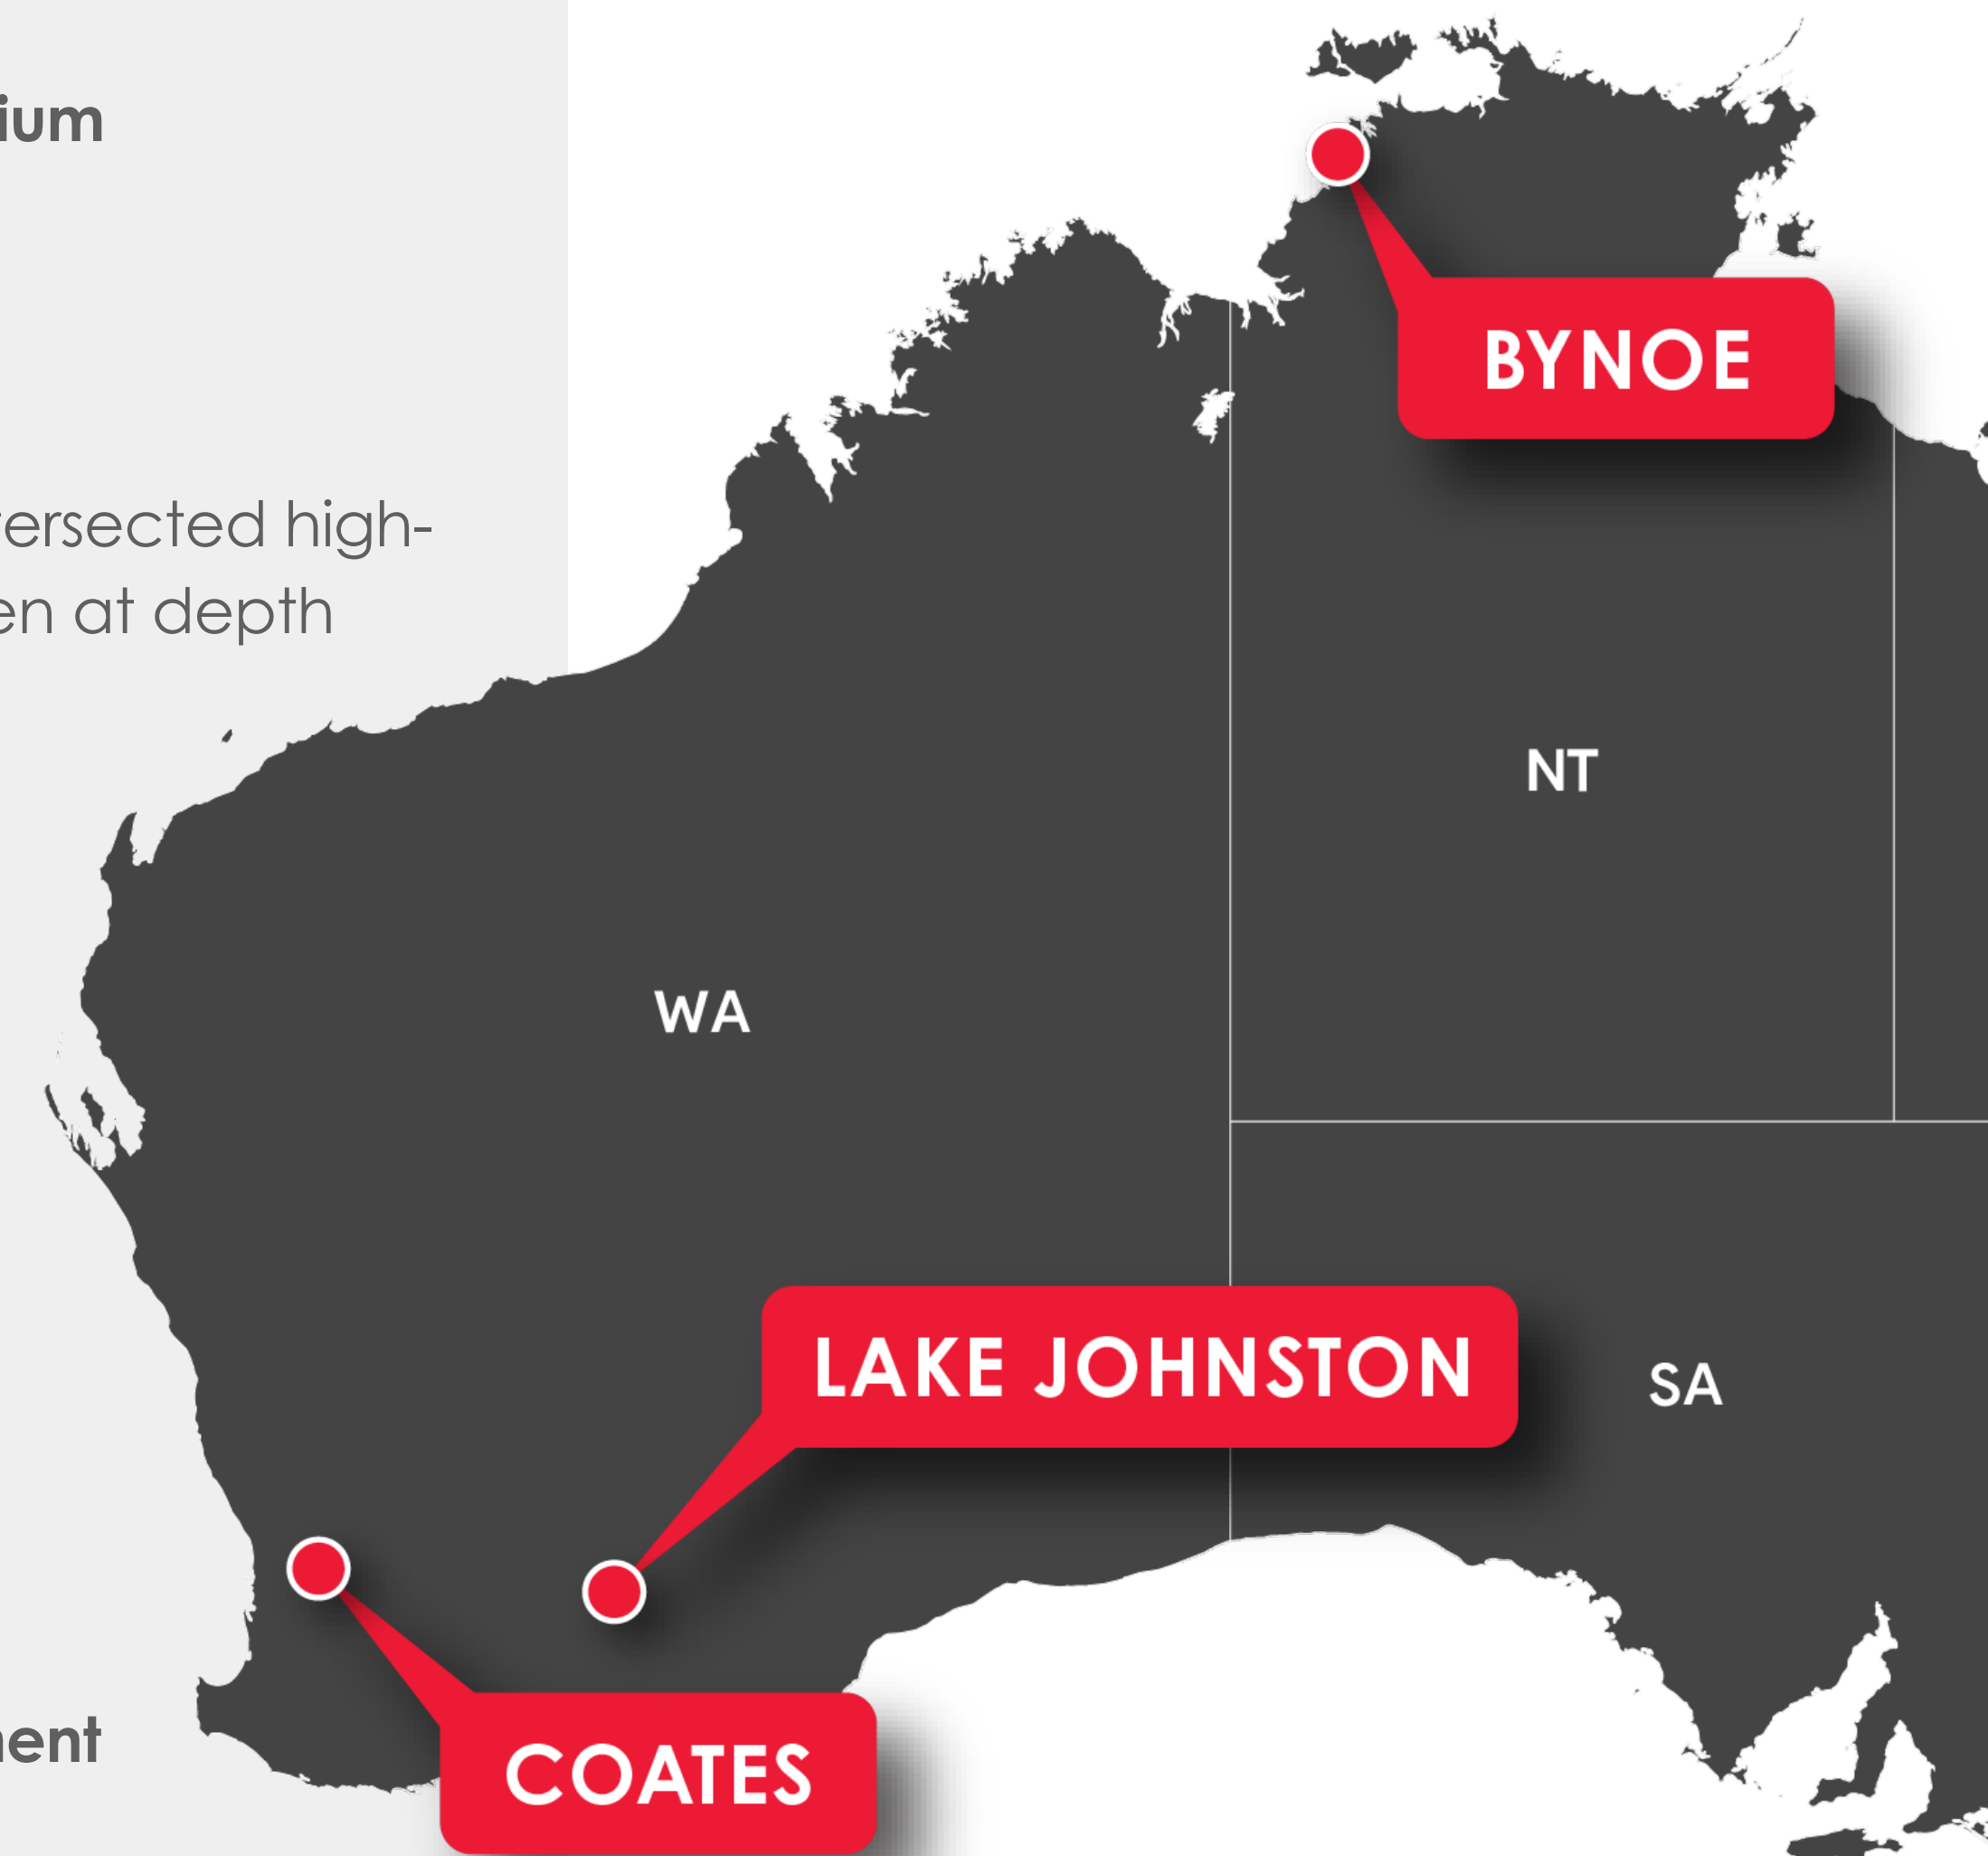 ium
ersected high-
en at depth
ent
BYNOE
NT
WA
LAKE JOHNSTON
SA
COATES